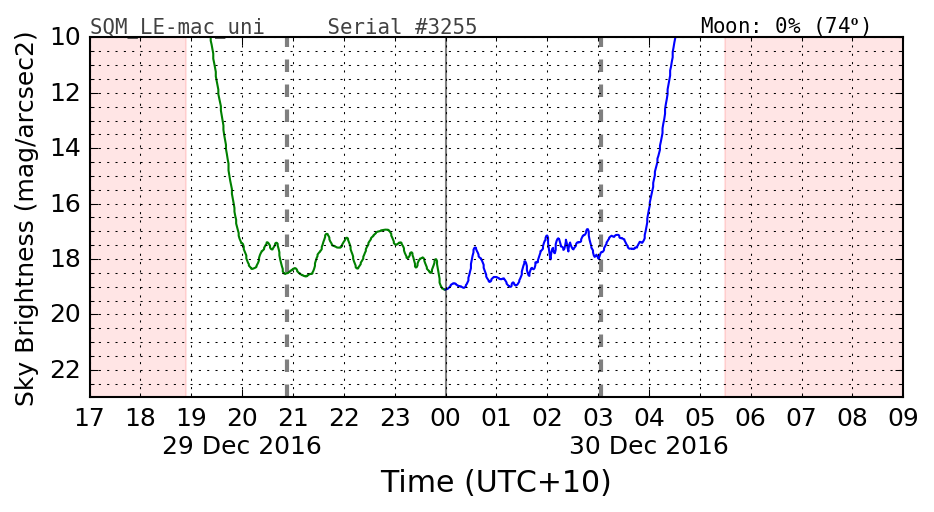 SQM_LE-mac_uni Serial #3255 Moon: 0% (74º)
Sky Brightness (mag/arcsec2)
10
12
14
16
18
20
22
17 18 19 20 21 22 23 00 01 02 03 04 05 06 07 08 09
29 Dec 2016 30 Dec 2016
Time (UTC+10)